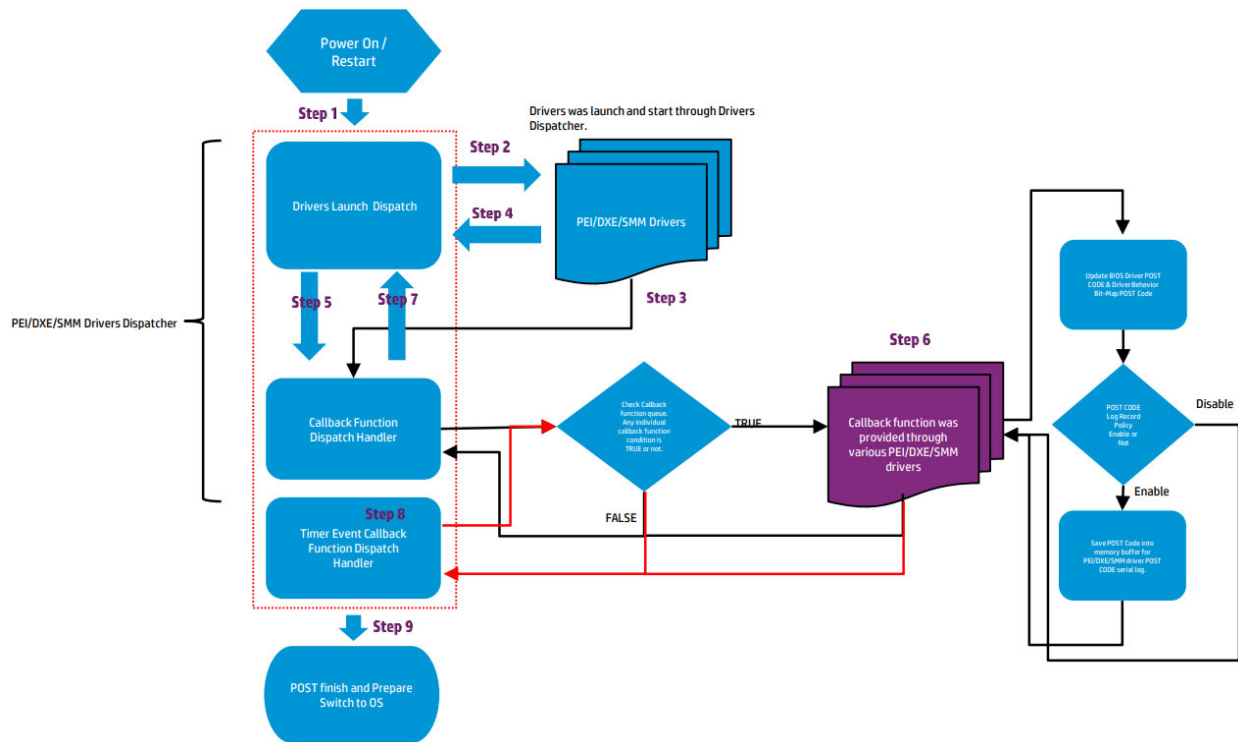 Power On /
Restart
Step 1
Drivers was launch and start through Drivers
Dispatcher.
Step 2
Drivers Launch Dispatch
Step 4
PEI/DXE/SMM Drivers
Step 5
Step 7
Step 3
PEI/DXE/SMM Drivers Dispatcher
Update BIOS Driver POST
CODE & Driver Behavior
Bit-Map POST Code
Step 6
Callback Function
Dispatch Handler
Check Callback
function queue.
Any individual
callback function
condition is
TRUE or not.
TRUE
Callback function was
provided through
various PEI/DXE/SMM
drivers
POST CODE
Log Record
Policy
Enable or
Not
Disable
Enable
FALSE
Step 8
Timer Event Callback
Function Dispatch
Handler
Save POST Code into
memory buffer for
PEI/DXE/SMM driver POST
CODE serial log.
Step 9
POST finish and Prepare
Switch to OS